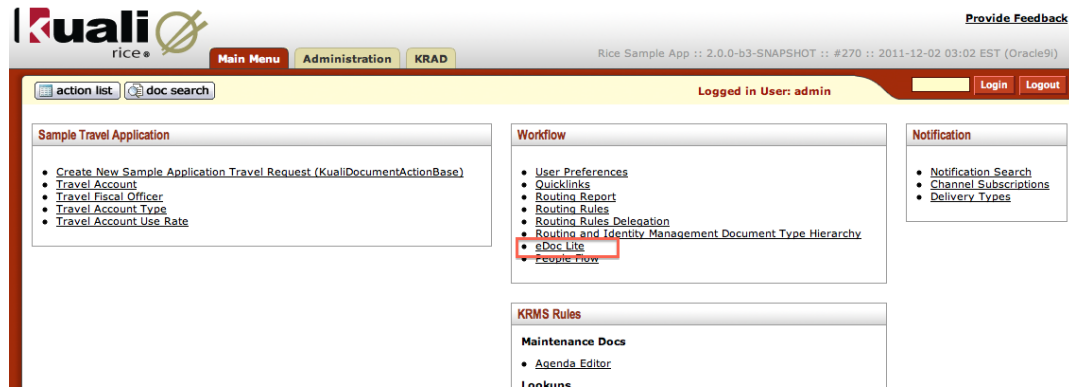 Kuali
rice®
Provide Feedback
Main Menu Administration KRAD
Rice Sample App :: 2.0.0-b3-SNAPSHOT :: #270 :: 2011-12-02 03:02 EST (Oracle9i)
action list doc search
Logged in User: admin
Login Logout
Sample Travel Application
Create New Sample Application Travel Request (KualiDocumentActionBase)
Travel Account
Travel Fiscal Officer
Travel Account Type
Travel Account Use Rate
Workflow
User Preferences
Quicklinks
Routing Report
Routing Rules
Routing Rules Delegation
Routing and Identity Management Document Type Hierarchy
eDoc Lite
People Flow
KRMS Rules
Maintenance Docs
Agenda Editor
Lookups
Notification
Notification Search
Channel Subscriptions
Delivery Types